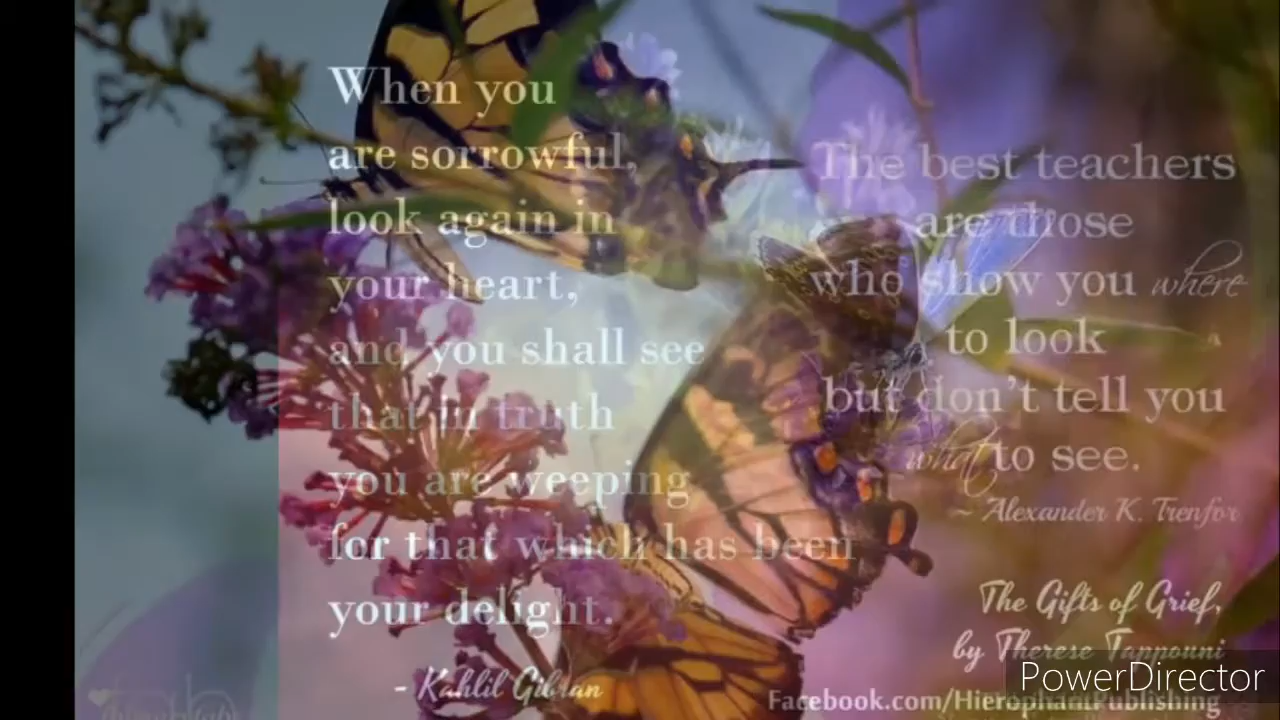 When you
are sorrowful,
look again in
your heart,
and you shall see
that in truth
you are weeping
for that which has been
your delight.
- Kahlil Gibran
The best teachers
are those
who show you where
to look
but don't tell you
what to see.
~ Alexander K. Trenfor
The Gifts of Grief,
by Therese Tappouni
Facebook.com/HierophantPublishing
PowerDirector